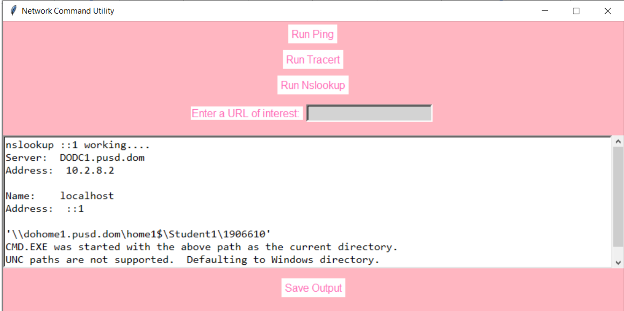 Network Command Utility
Run Ping
Run Tracert
Run Nslookup
Enter a URL of interest:
nslookup ::1 working....
Server:  DODC1.pusd.dom
Address:  10.2.8.2
Name:    localhost
Address:  ::1
'\\dohome1.pusd.dom\home1$\Student1\1906610'
CMD.EXE was started with the above path as the current directory.
UNC paths are not supported.  Defaulting to Windows directory.
Save Output